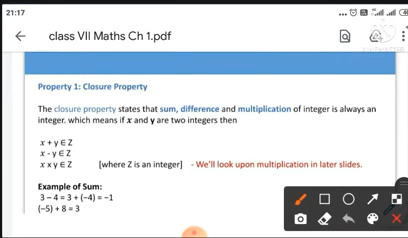 21:17
class VII Maths Ch 1.pdf
Property 1: Closure Property
The closure property states that sum, difference and multiplication of integer is always an
integer. which means if x and y are two integers then
x + y ∈ Z
x - y ∈ Z
x x y ∈ Z [where Z is an integer] - We'll look upon multiplication in later slides.
Example of Sum:
3 – 4 = 3 + (−4) = −1
(−5) + 8 = 3